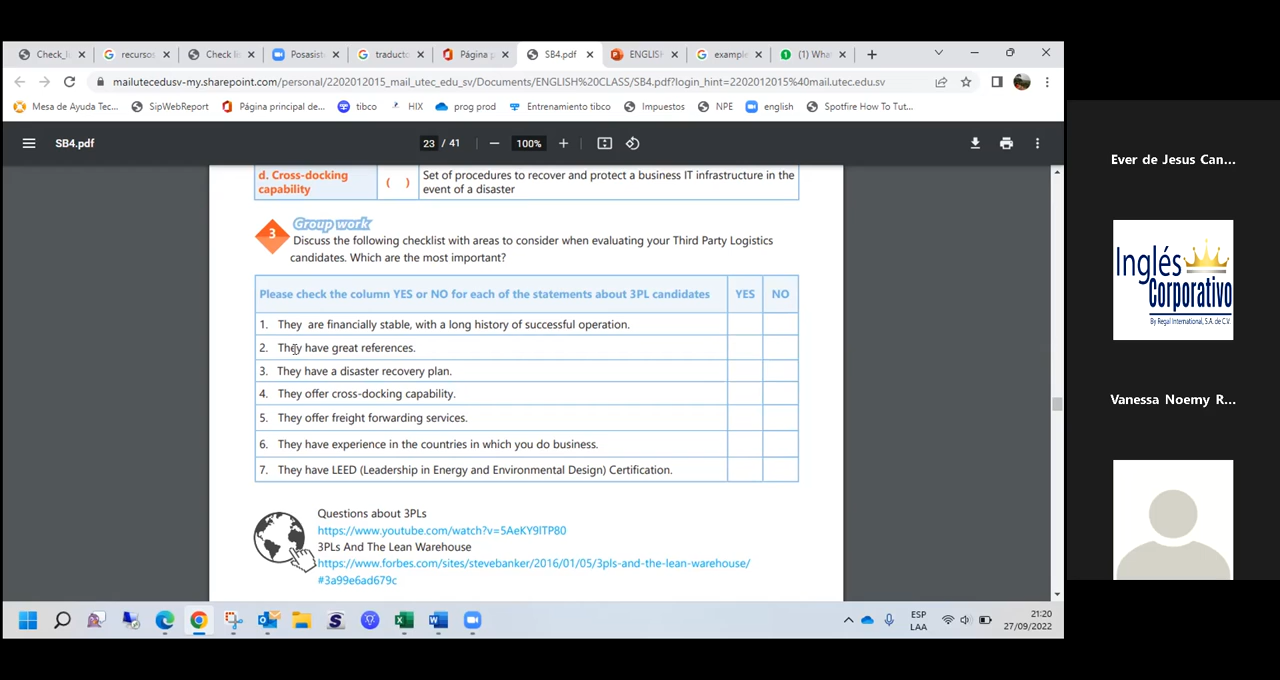 Check_li
recursos
Check lis
Posasist
traducto
Página p
SB4.pdf
ENGLISH
example
(1) Wha
mailutecedusv-my.sharepoint.com/personal/2202012015_mail_utec_edu_sv/Documents/ENGLISH%20CLASS/SB4.pdf?login_hint=2202012015%40mail.utec.edu.sv
Mesa de Ayuda Tec...
SipWebReport
Página principal de...
tibco
HIX
prog prod
Entrenamiento tibco
Impuestos
NPE
english
Spotfire How To Tut...
SB4.pdf
23 / 41
100%
d. Cross-docking capability
( )
Set of procedures to recover and protect a business IT infrastructure in the
event of a disaster
3
Group work
Discuss the following checklist with areas to consider when evaluating your Third Party Logistics
candidates. Which are the most important?
Please check the column YES or NO for each of the statements about 3PL candidates YES NO
1. They are financially stable, with a long history of successful operation.
2. They have great references.
3. They have a disaster recovery plan.
4. They offer cross-docking capability.
5. They offer freight forwarding services.
6. They have experience in the countries in which you do business.
7. They have LEED (Leadership in Energy and Environmental Design) Certification.
Questions about 3PLs
https://www.youtube.com/watch?v=5AeKY9lTP80
3PLs And The Lean Warehouse
https://www.forbes.com/sites/stevebanker/2016/01/05/3pls-and-the-lean-warehouse/
#3a99e6ad679c
ESP
LAA
21:20
27/09/2022
Ever de Jesus Can...
Inglés
Corporativo
By Regal International, S.A. de C.V.
Vanessa Noemy R...